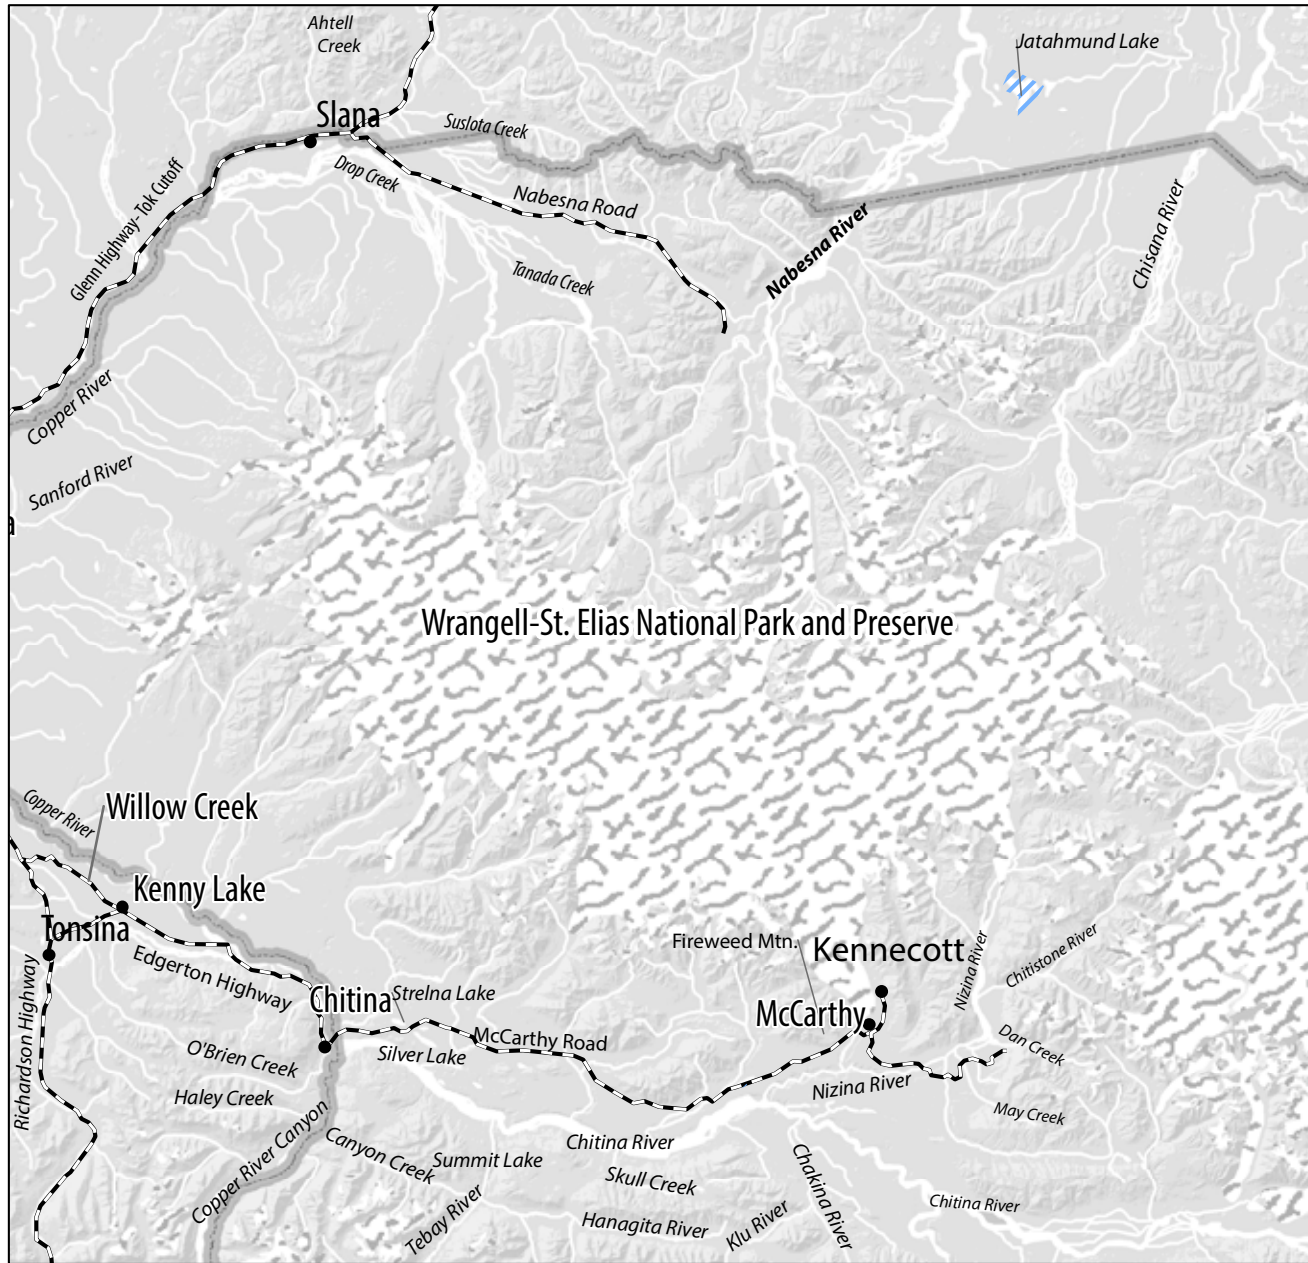 Ahtell
Creek
Jatahmund Lake
Slana
Suslota Creek
Drop Creek
Glenn Highway- Tok Cutoff
Nabesna Road
Nabesna River
Chisana River
Tanada Creek
Copper River
Sanford River
a
Wrangell-St. Elias National Park and Preserve
Copper River
Willow Creek
Kenny Lake
Tonsina
Edgerton Highway
Richardson Highway
Chitina
Strelna Lake
Silver Lake
McCarthy Road
Fireweed Mtn.
Kennecott
McCarthy
Nizina River
Chitistone River
Dan Creek
Nizina River
May Creek
O'Brien Creek
Haley Creek
Copper River Canyon
Canyon Creek
Summit Lake
Chitina River
Skull Creek
Tebay River
Hanagita River
Klu River
Chakina River
Chitina River